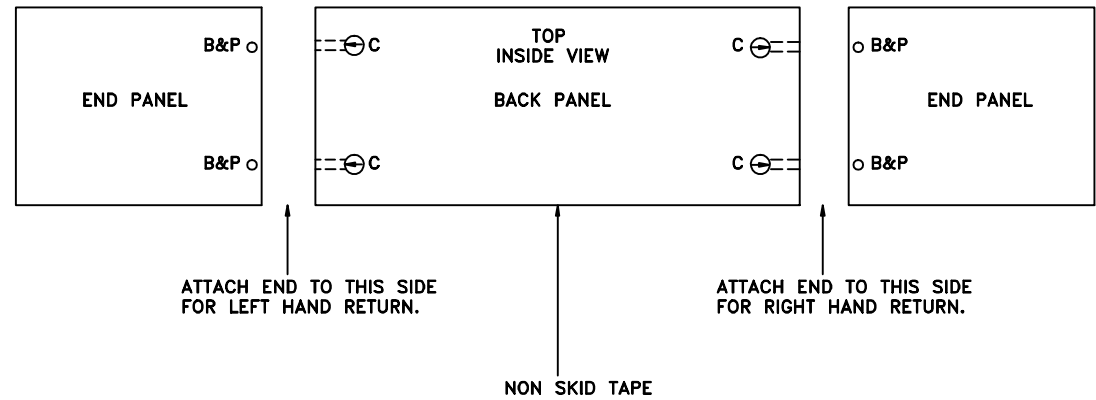 B&P
C
TOP
INSIDE VIEW
C
B&P
END PANEL
BACK PANEL
END PANEL
B&P
C
C
B&P
ATTACH END TO THIS SIDE
FOR LEFT HAND RETURN.
ATTACH END TO THIS SIDE
FOR RIGHT HAND RETURN.
NON SKID TAPE